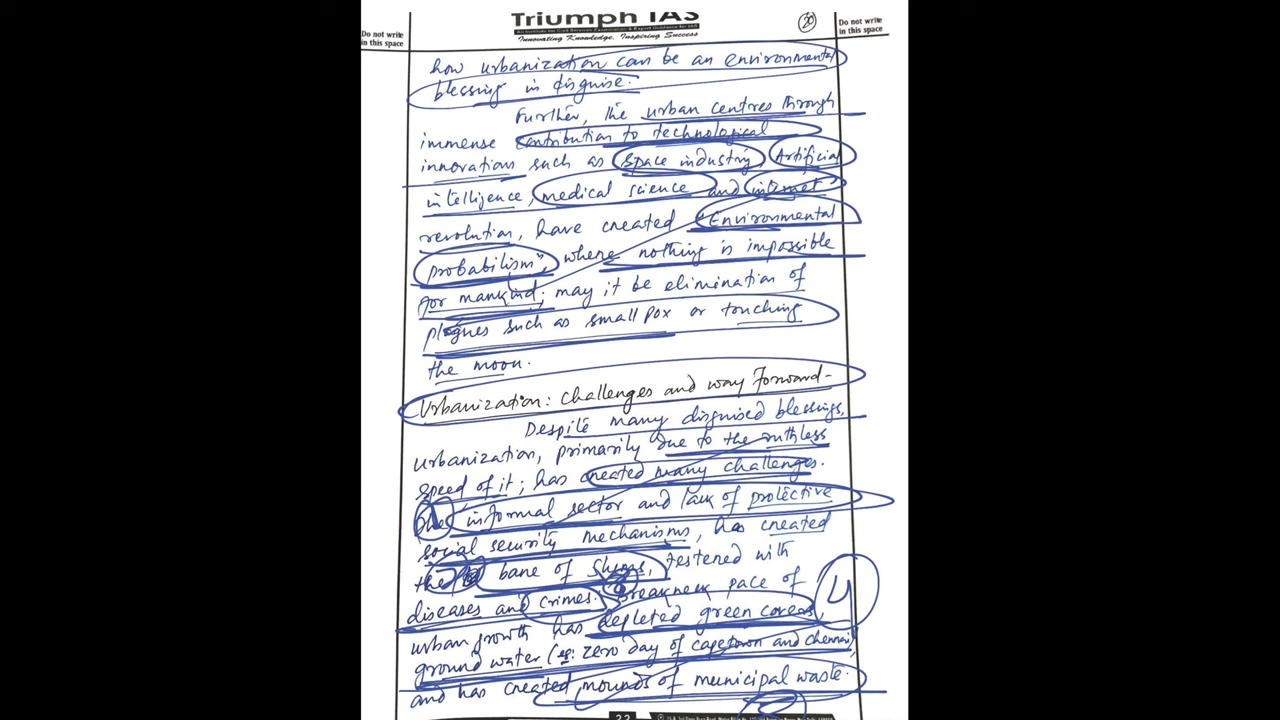 Triumph IAS
Innovating Knowledge, Inspiring Success
Do not write
in this space
20
Do not write
in this space
how urbanization can be an environmental
blessing in disguise.
Further, the urban centres through
immense contribution to technological
innovations such as space industry, Artificial
intelligence, medical science and internet
revolution, have created "Environmental
probabilism", where nothing is impossible
for mankind; may it be elimination of
plagues such as small pox or touching
the moon.
Urbanization: challenges and way forward-
Despite many disguised blessings,
urbanization, primarily due to the ruthless
speed of it; has created many challenges.
informal sector and lack of protective
social security mechanisms, has created
the bane of slums, festened with
diseases and crimes. Breakneck pace of
urban growth has depleted green covers,
ground water (eg: zero day of capetown and chennai),
and has created mounds of municipal waste.